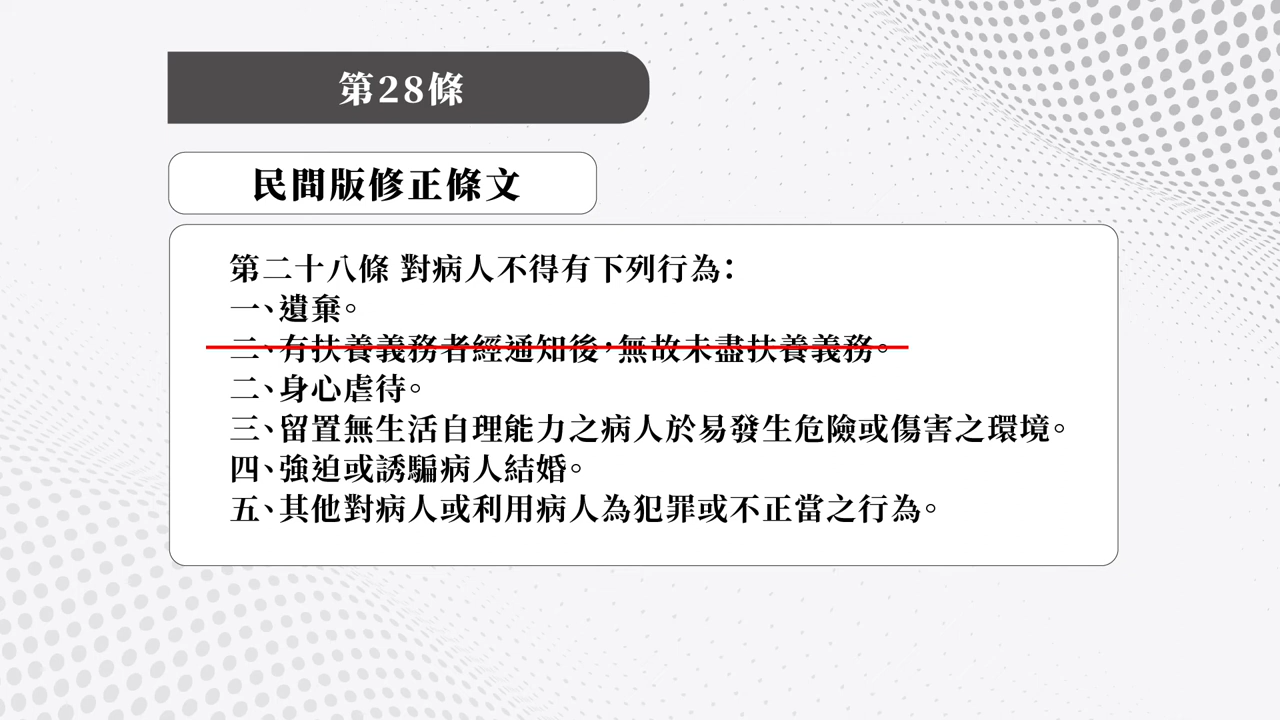 第28條
民間版修正條文
第二十八條 對病人不得有下列行為：
一、遺棄。
二、有扶養義務者經通知後，無故未盡扶養義務。
二、身心虐待。
三、留置無生活自理能力之病人於易發生危險或傷害之環境。
四、強迫或誘騙病人結婚。
五、其他對病人或利用病人為犯罪或不正當之行為。